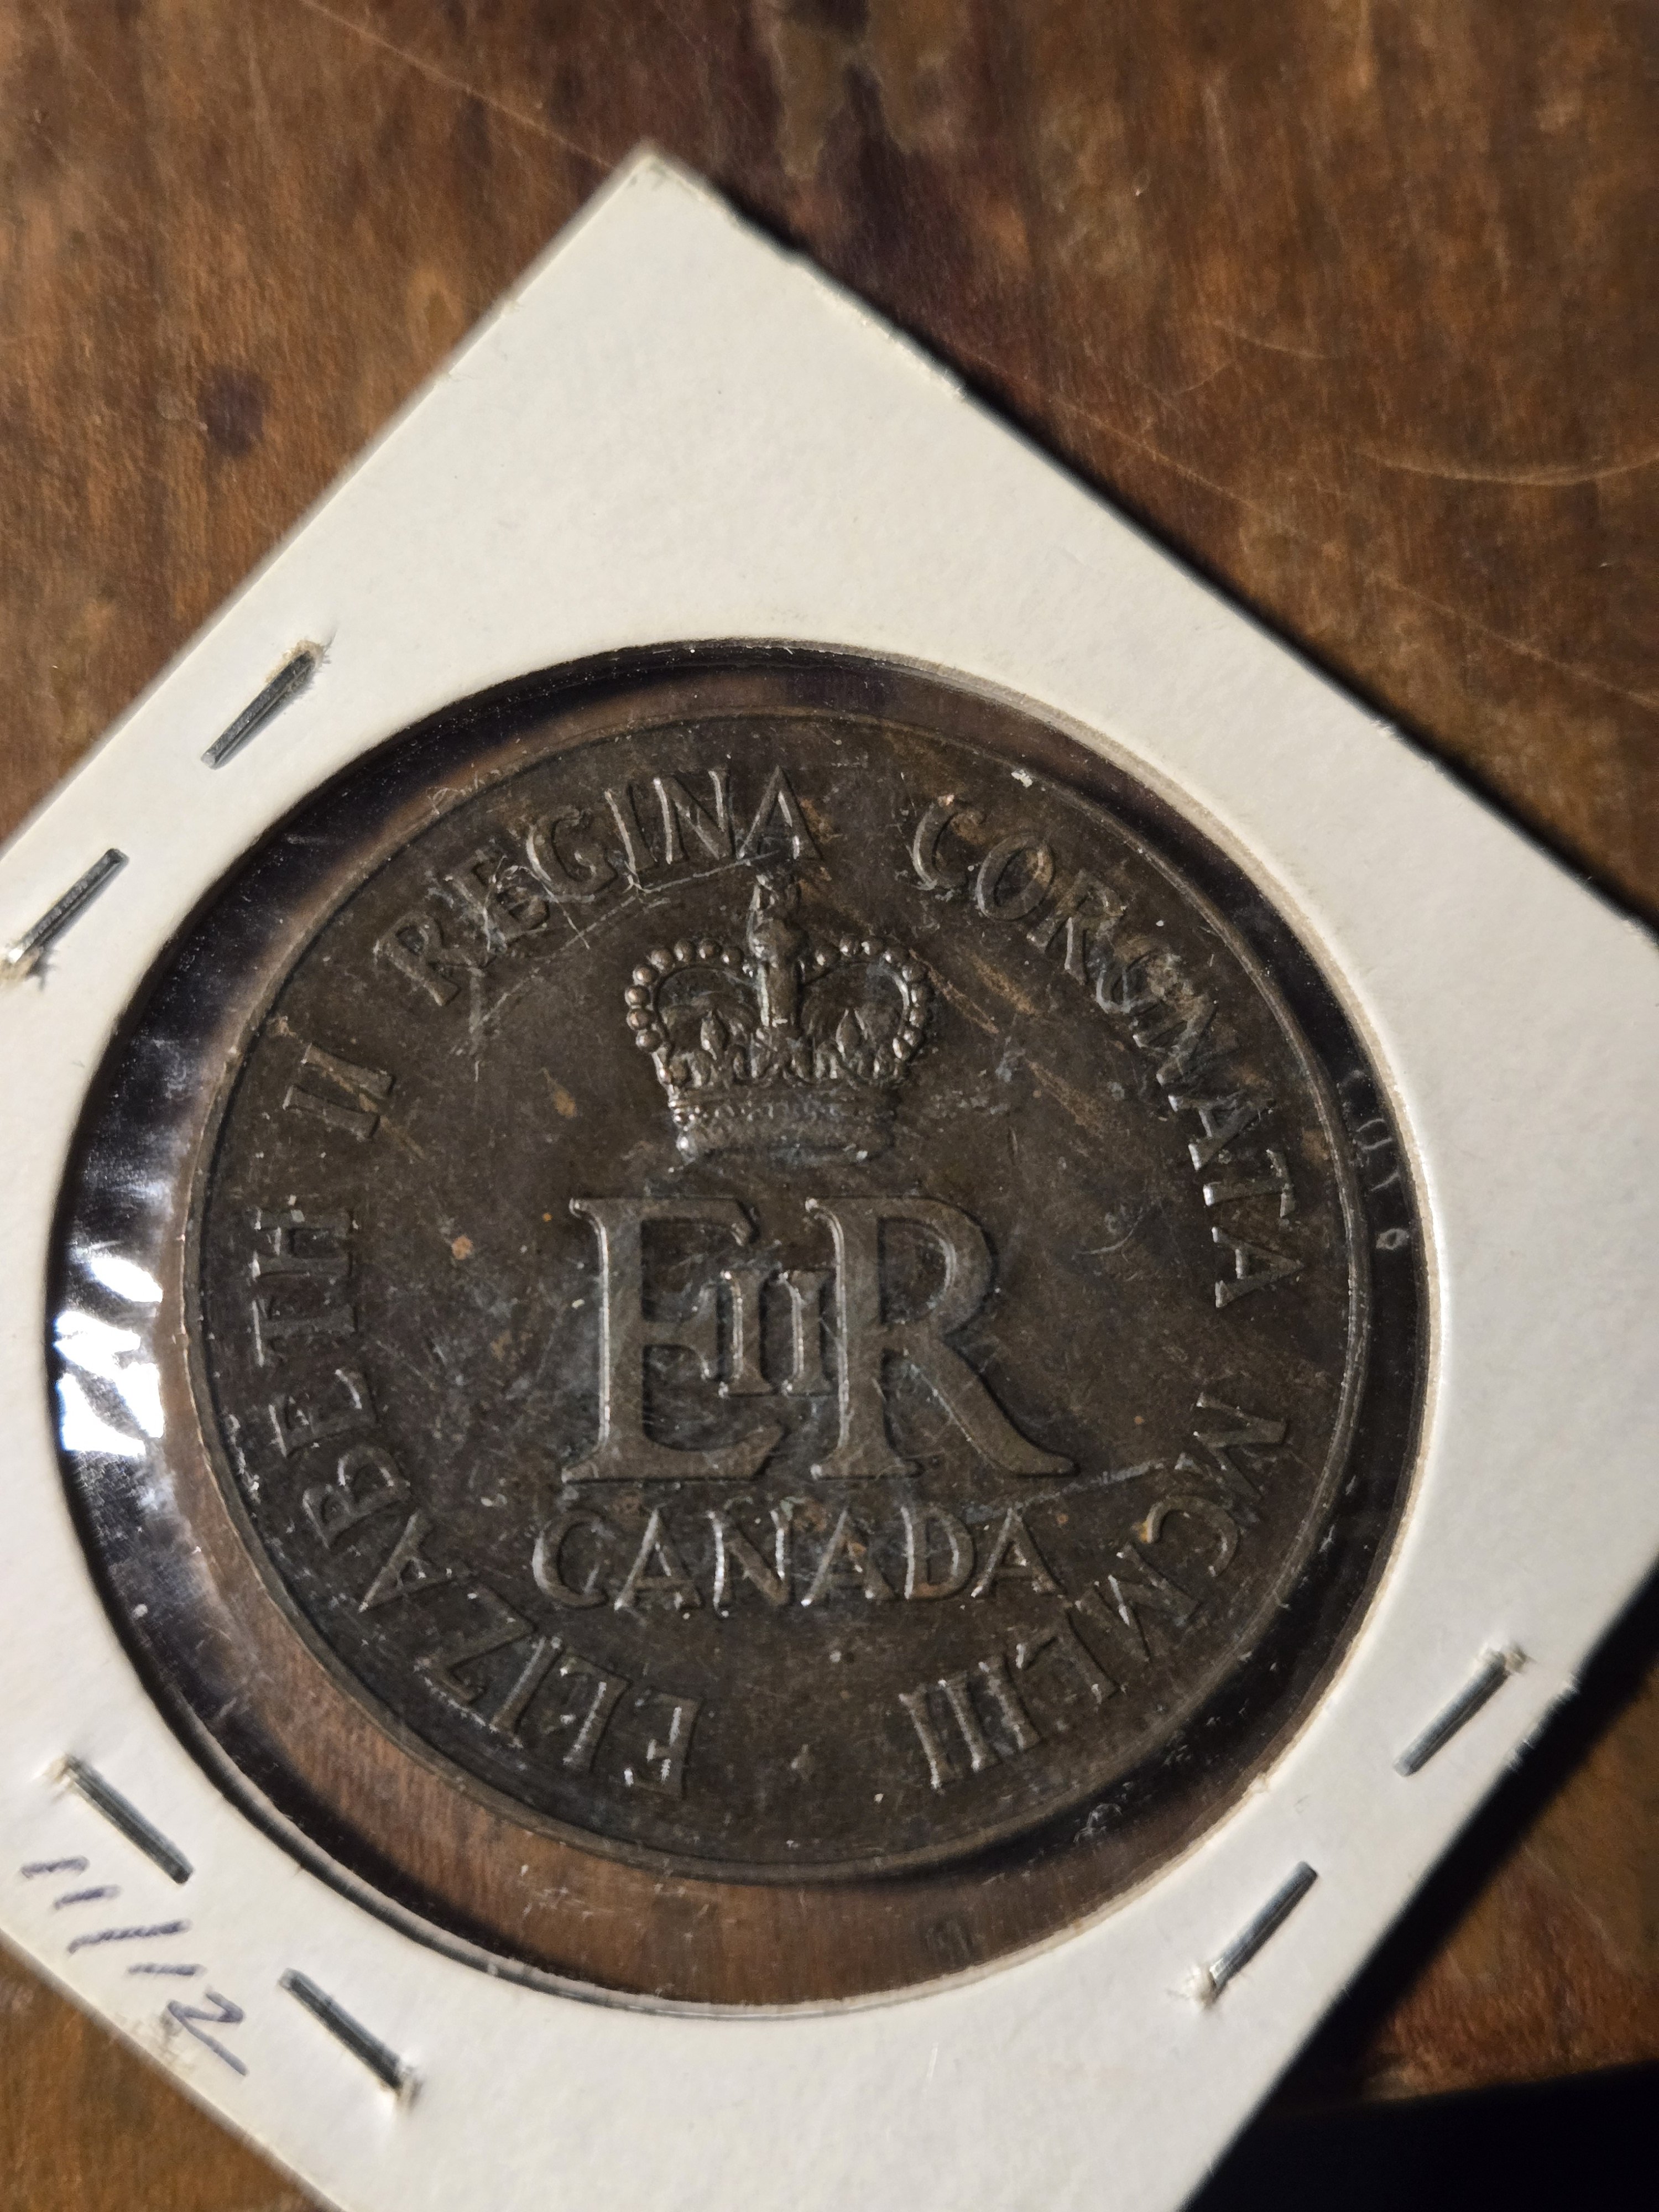 ELIZABETH II REGINA CORONATA MCMLIII
EIIR
CANADA